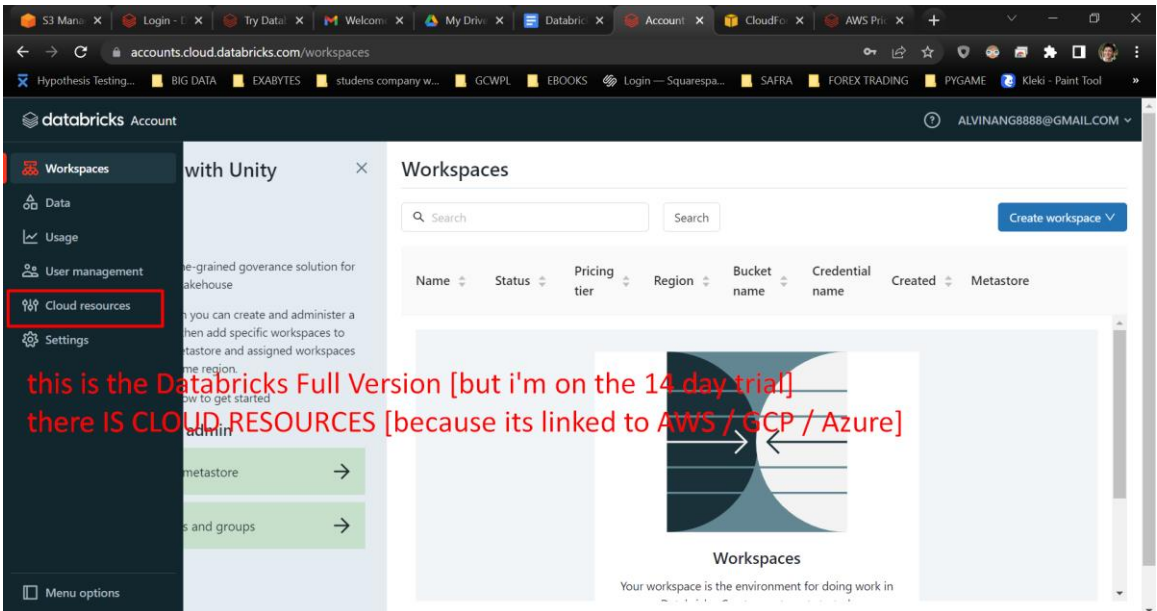 S3 Mana
Login - D
Try Datab
Welcome
My Drive
Databric
Account
CloudFo
AWS Pric
accounts.cloud.databricks.com/workspaces
Hypothesis Testing...
BIG DATA
EXABYTES
studens company w...
GCWPL
EBOOKS
Login — Squarespa...
SAFRA
FOREX TRADING
PYGAME
Kleki - Paint Tool
»
databricks Account
ALVINANG8888@GMAIL.COM
Workspaces
Data
Usage
User management
Cloud resources
Settings
Menu options
with Unity
e-grained goverance solution for
akehouse
you can create and administer a
hen add specific workspaces to
etastore and assigned workspaces
me region.
ow to get started
admin
metastore
s and groups
Workspaces
Search
Search
Create workspace
Name
Status
Pricing tier
Region
Bucket name
Credential name
Created
Metastore
this is the Databricks Full Version [but i'm on the 14 day trial]
there IS CLOUD RESOURCES [because its linked to AWS / GCP / Azure]
Workspaces
Your workspace is the environment for doing work in